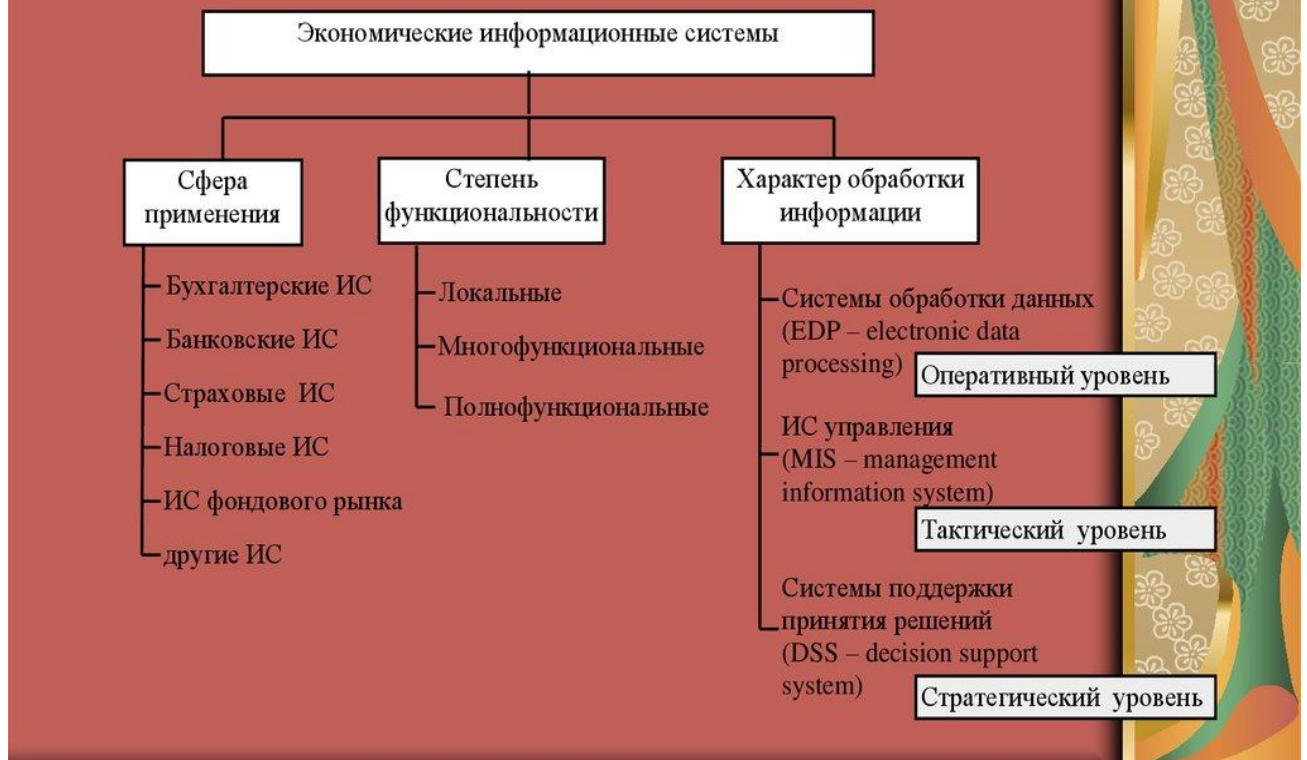 Экономические информационные системы
Сфера
применения
Бухгалтерские ИС
Банковские ИС
Страховые ИС
Налоговые ИС
ИС фондового рынка
другие ИС
Степень
функциональности
Локальные
Многофункциональные
Полнофункциональные
Характер обработки
информации
Системы обработки данных
(EDP – electronic data
processing)
Оперативный уровень
ИС управления
(MIS – management
information system)
Тактический уровень
Системы поддержки
принятия решений
(DSS – decision support
system)
Стратегический уровень